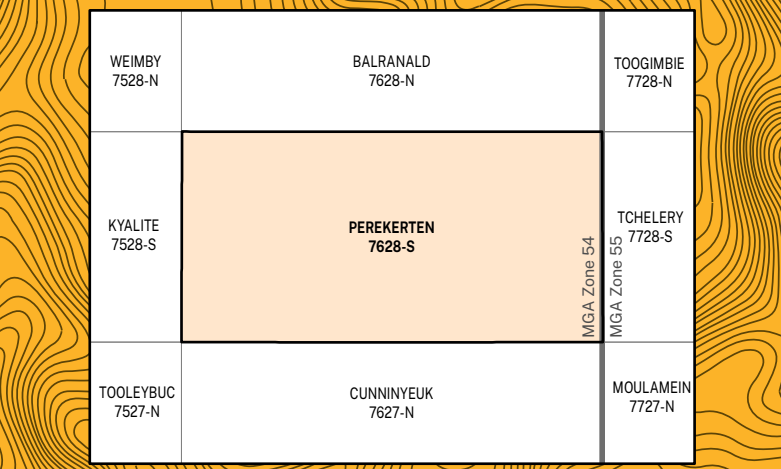 WEIMBY
7528-N
BALRANALD
7628-N
TOOGIMBIE
7728-N
KYALITE
7528-S
PEREKERTEN
7628-S
MGA Zone 54
MGA Zone 55
TCHELERY
7728-S
TOOLEYBUC
7527-N
CUNNINYEUK
7627-N
MOULAMEIN
7727-N